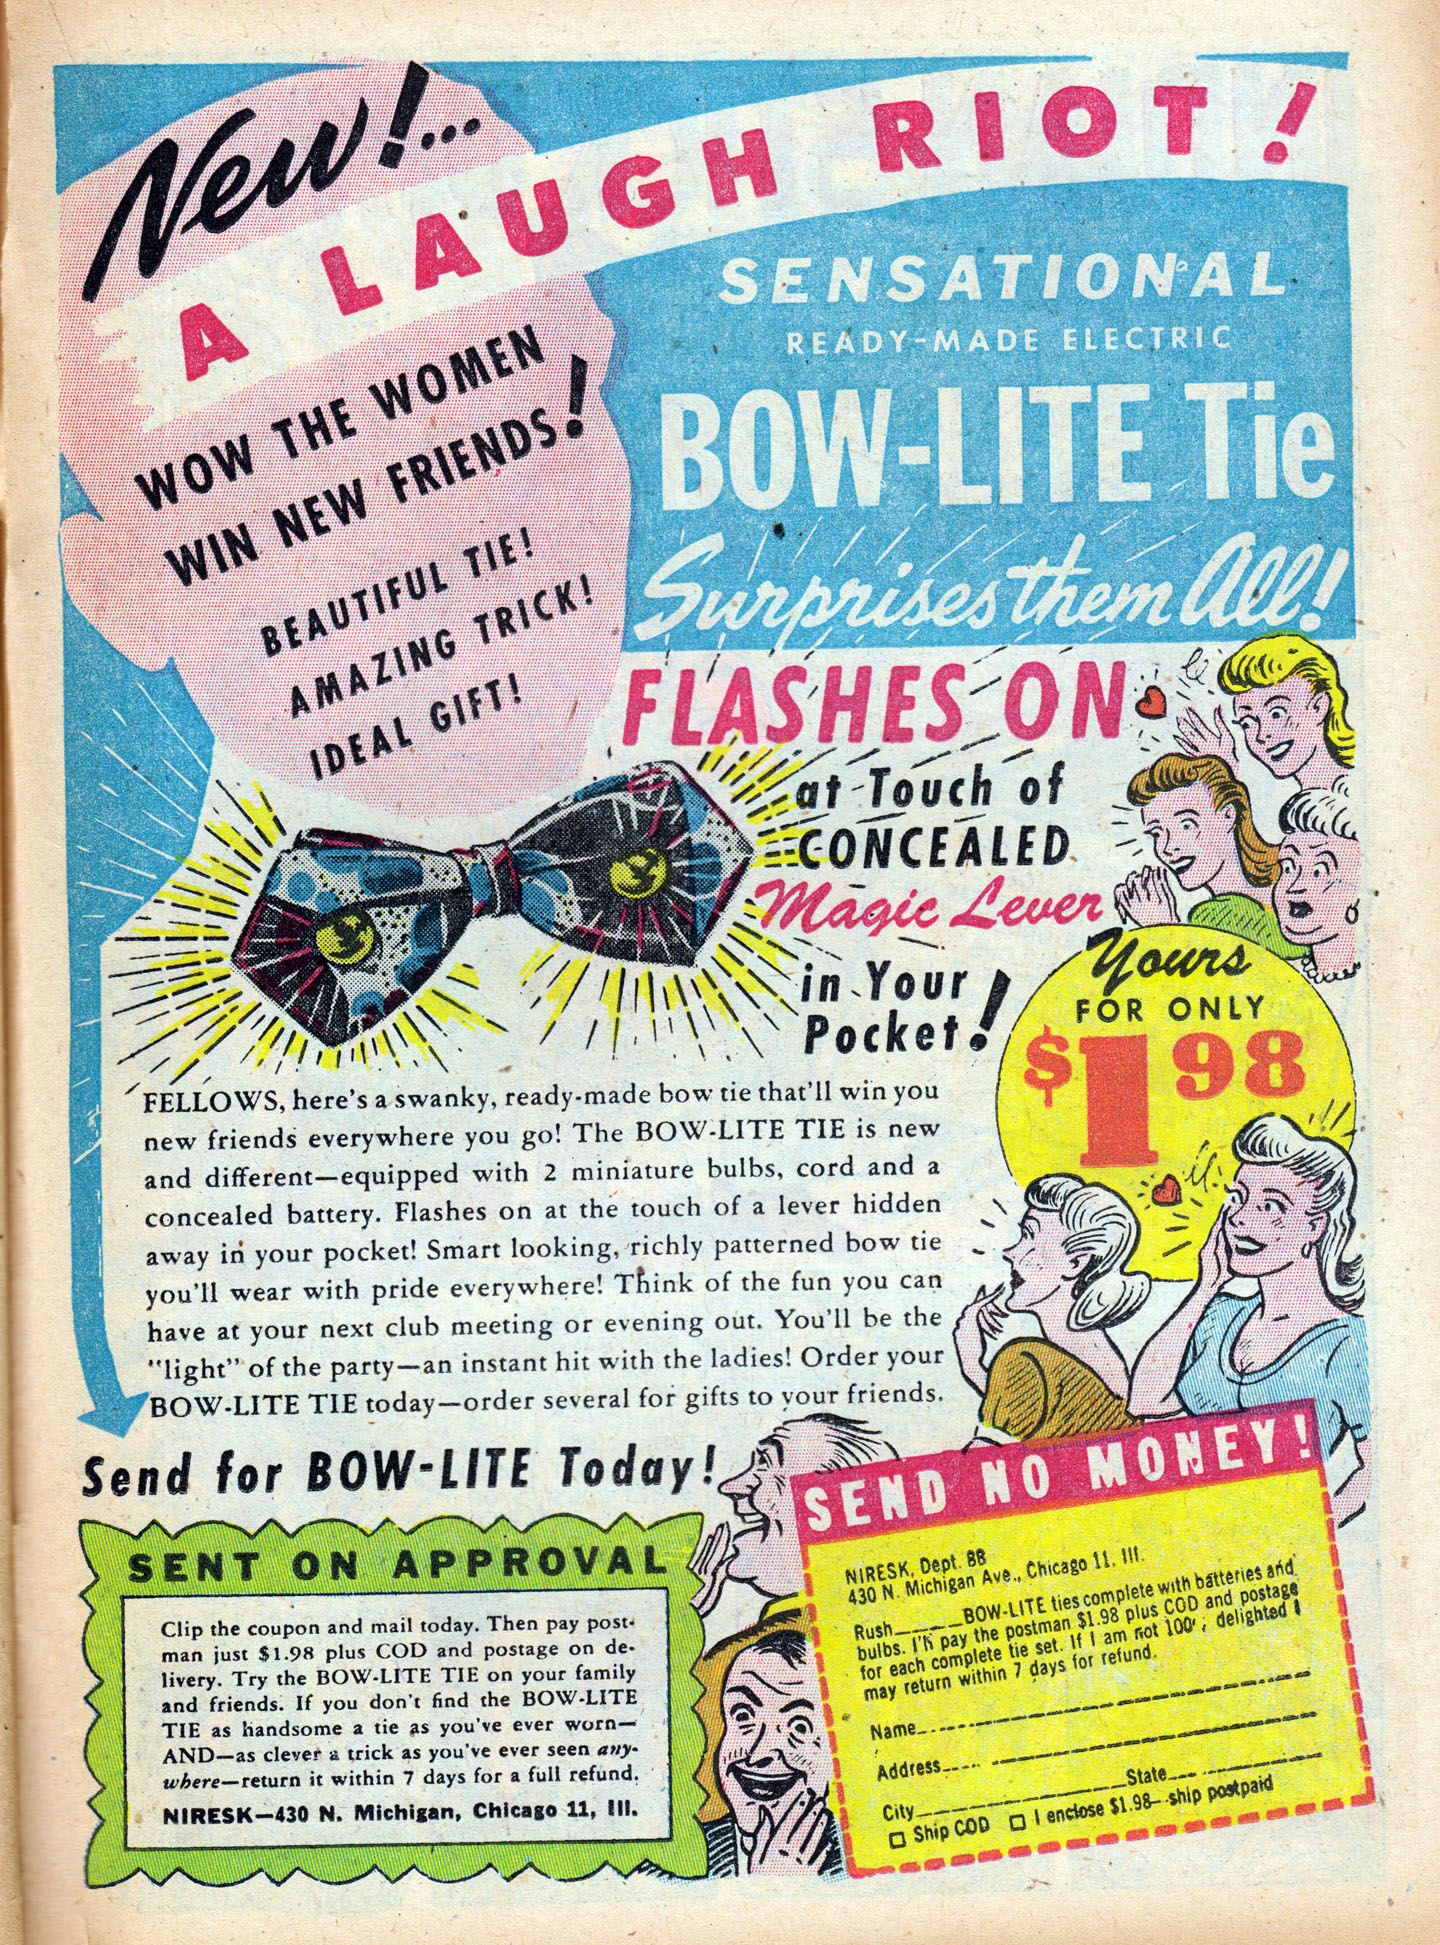 New!...
A LAUGH RIOT!
WOW THE WOMEN
WIN NEW FRIENDS!
BEAUTIFUL TIE!
AMAZING TRICK!
IDEAL GIFT!
SENSATIONAL
READY-MADE ELECTRIC
BOW-LITE Tie
Surprises them All!
FLASHES ON
at Touch of
CONCEALED
Magic Lever
in Your
Pocket!
Yours
FOR ONLY
$1.98
FELLOWS, here's a swanky, ready-made bow tie that'll win you
new friends everywhere you go! The BOW-LITE TIE is new
and different—equipped with 2 miniature bulbs, cord and a
concealed battery. Flashes on at the touch of a lever hidden
away in your pocket! Smart looking, richly patterned bow tie
you'll wear with pride everywhere! Think of the fun you can
have at your next club meeting or evening out. You'll be the
"light" of the party—an instant hit with the ladies! Order your
BOW-LITE TIE today—order several for gifts to your friends.
Send for BOW-LITE Today!
SENT ON APPROVAL
Clip the coupon and mail today. Then pay post-
man just $1.98 plus COD and postage on de-
livery. Try the BOW-LITE TIE on your family
and friends. If you don't find the BOW-LITE
TIE as handsome a tie as you've ever worn—
AND—as clever a trick as you've ever seen any-
where—return it within 7 days for a full refund.
NIRESK—430 N. Michigan, Chicago 11, Ill.
SEND NO MONEY!
NIRESK, Dept. 88
430 N. Michigan Ave., Chicago 11, Ill.
Rush______BOW-LITE ties complete with batteries and
bulbs. I'll pay the postman $1.98 plus COD and postage
for each complete tie set. If I am not 100%, delighted I
may return within 7 days for refund.
Name
Address
City State
☐ Ship COD ☐ I enclose $1.98—ship postpaid